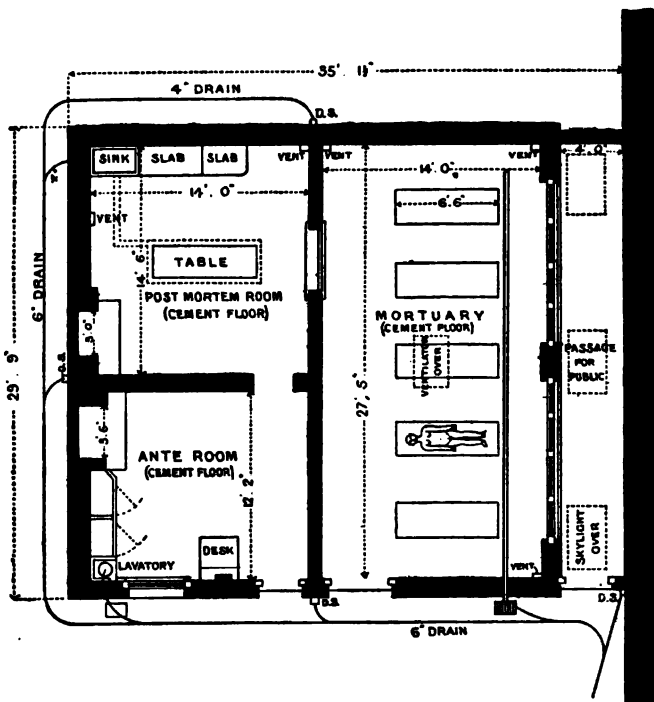 35'. 1½"
4" DRAIN
D.S.
SINK
SLAB
SLAB
VENT
VENT
VENT
4'. 0"
14'. 0"
14'. 0"
6'. 6"
VENT
14'. 6"
TABLE
6" DRAIN
POST MORTEM ROOM
(CEMENT FLOOR)
MORTUARY
(CEMENT FLOOR)
5'. 0"
VENTILATOR
OVER
PASSAGE
FOR
PUBLIC
29'. 9"
27'. 5"
3'. 6"
ANTE ROOM
(CEMENT FLOOR)
12'. 2"
SKYLIGHT
OVER
DESK
LAVATORY
VENT
D.S.
D.S.
6" DRAIN